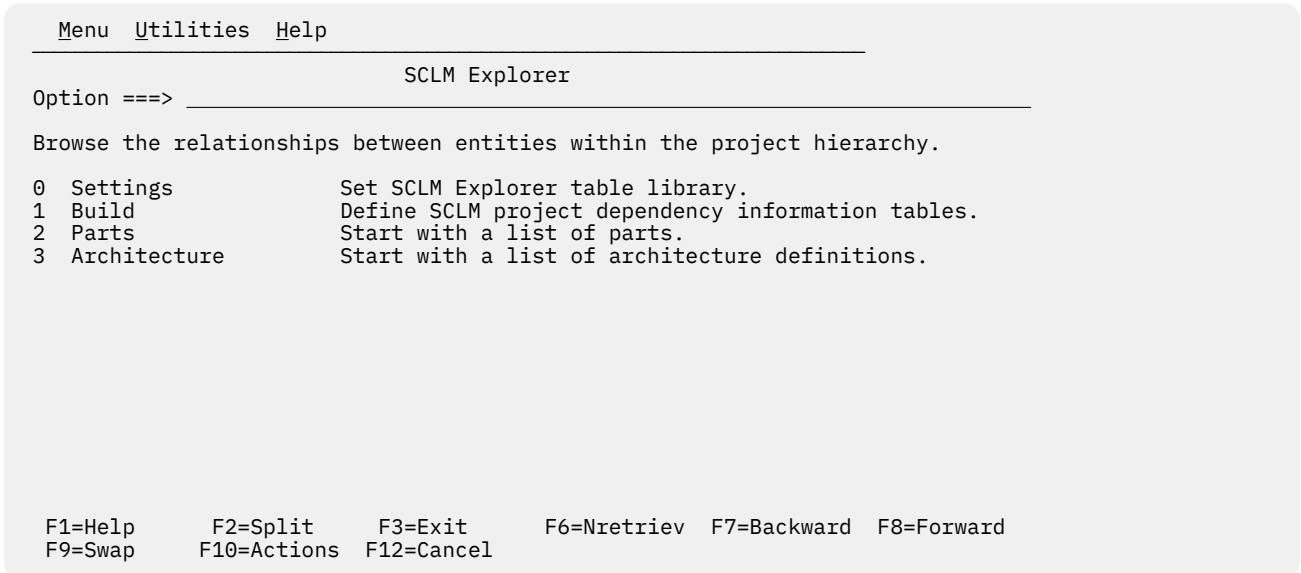 Menu  Utilities  Help
SCLM Explorer
Option ===> 
Browse the relationships between entities within the project hierarchy.
0  Settings             Set SCLM Explorer table library.
1  Build                Define SCLM project dependency information tables.
2  Parts                Start with a list of parts.
3  Architecture         Start with a list of architecture definitions.
F1=Help      F2=Split     F3=Exit      F6=Nretriev  F7=Backward  F8=Forward
F9=Swap     F10=Actions  F12=Cancel